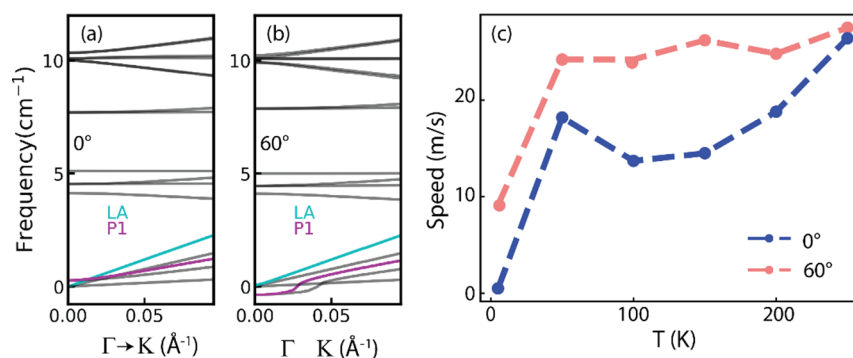 (a)
(b)
(c)
Frequency(cm⁻¹)
10
5
0
0°
LA
P1
0.00
0.05
Γ→K (Å⁻¹)
10
5
0
60°
LA
P1
0.00
0.05
Γ K (Å⁻¹)
Speed (m/s)
20
10
0
0°
60°
0
100
200
T (K)